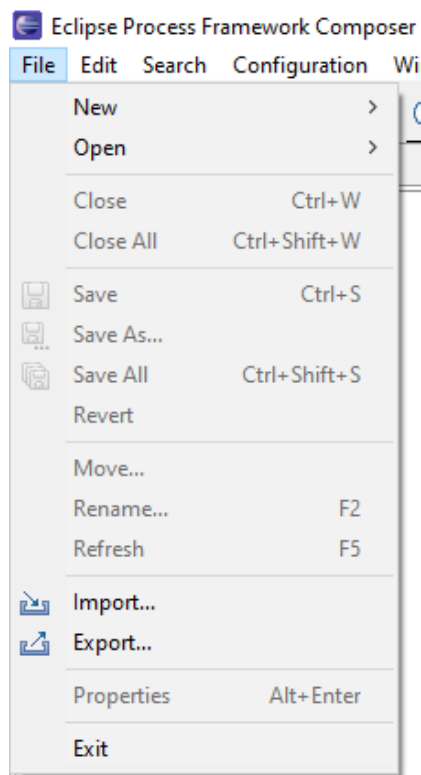 Eclipse Process Framework Composer
File Edit Search Configuration Wi
New >
Open >
Close Ctrl+W
Close All Ctrl+Shift+W
Save Ctrl+S
Save As...
Save All Ctrl+Shift+S
Revert
Move...
Rename... F2
Refresh F5
Import...
Export...
Properties Alt+Enter
Exit